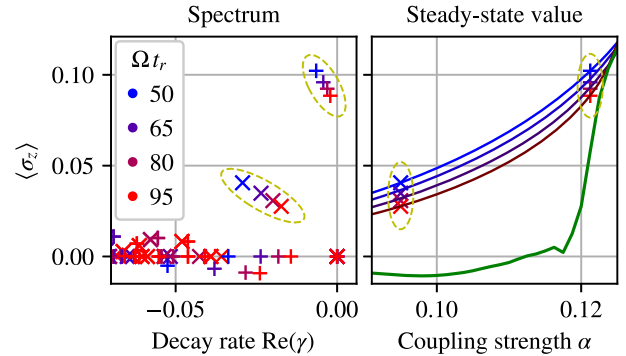 Spectrum
Steady-state value
Ω t_r
50
65
80
95
⟨σ_z⟩
0.10
0.05
0.00
−0.05
0.00
0.10
0.12
Decay rate Re(γ)
Coupling strength α